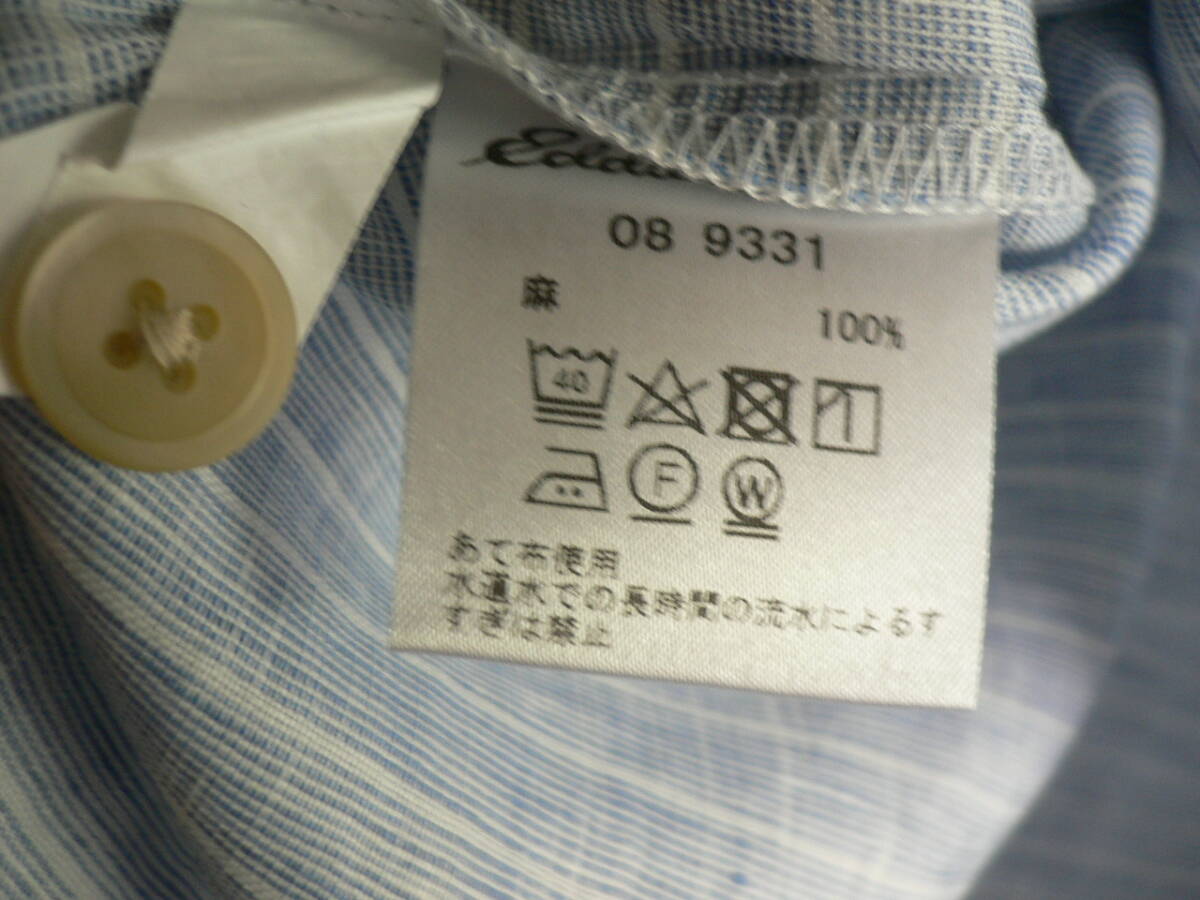 08 9331
麻 100%
40
F W
あて布使用
水道水での長時間の流水によるす
すぎは禁止